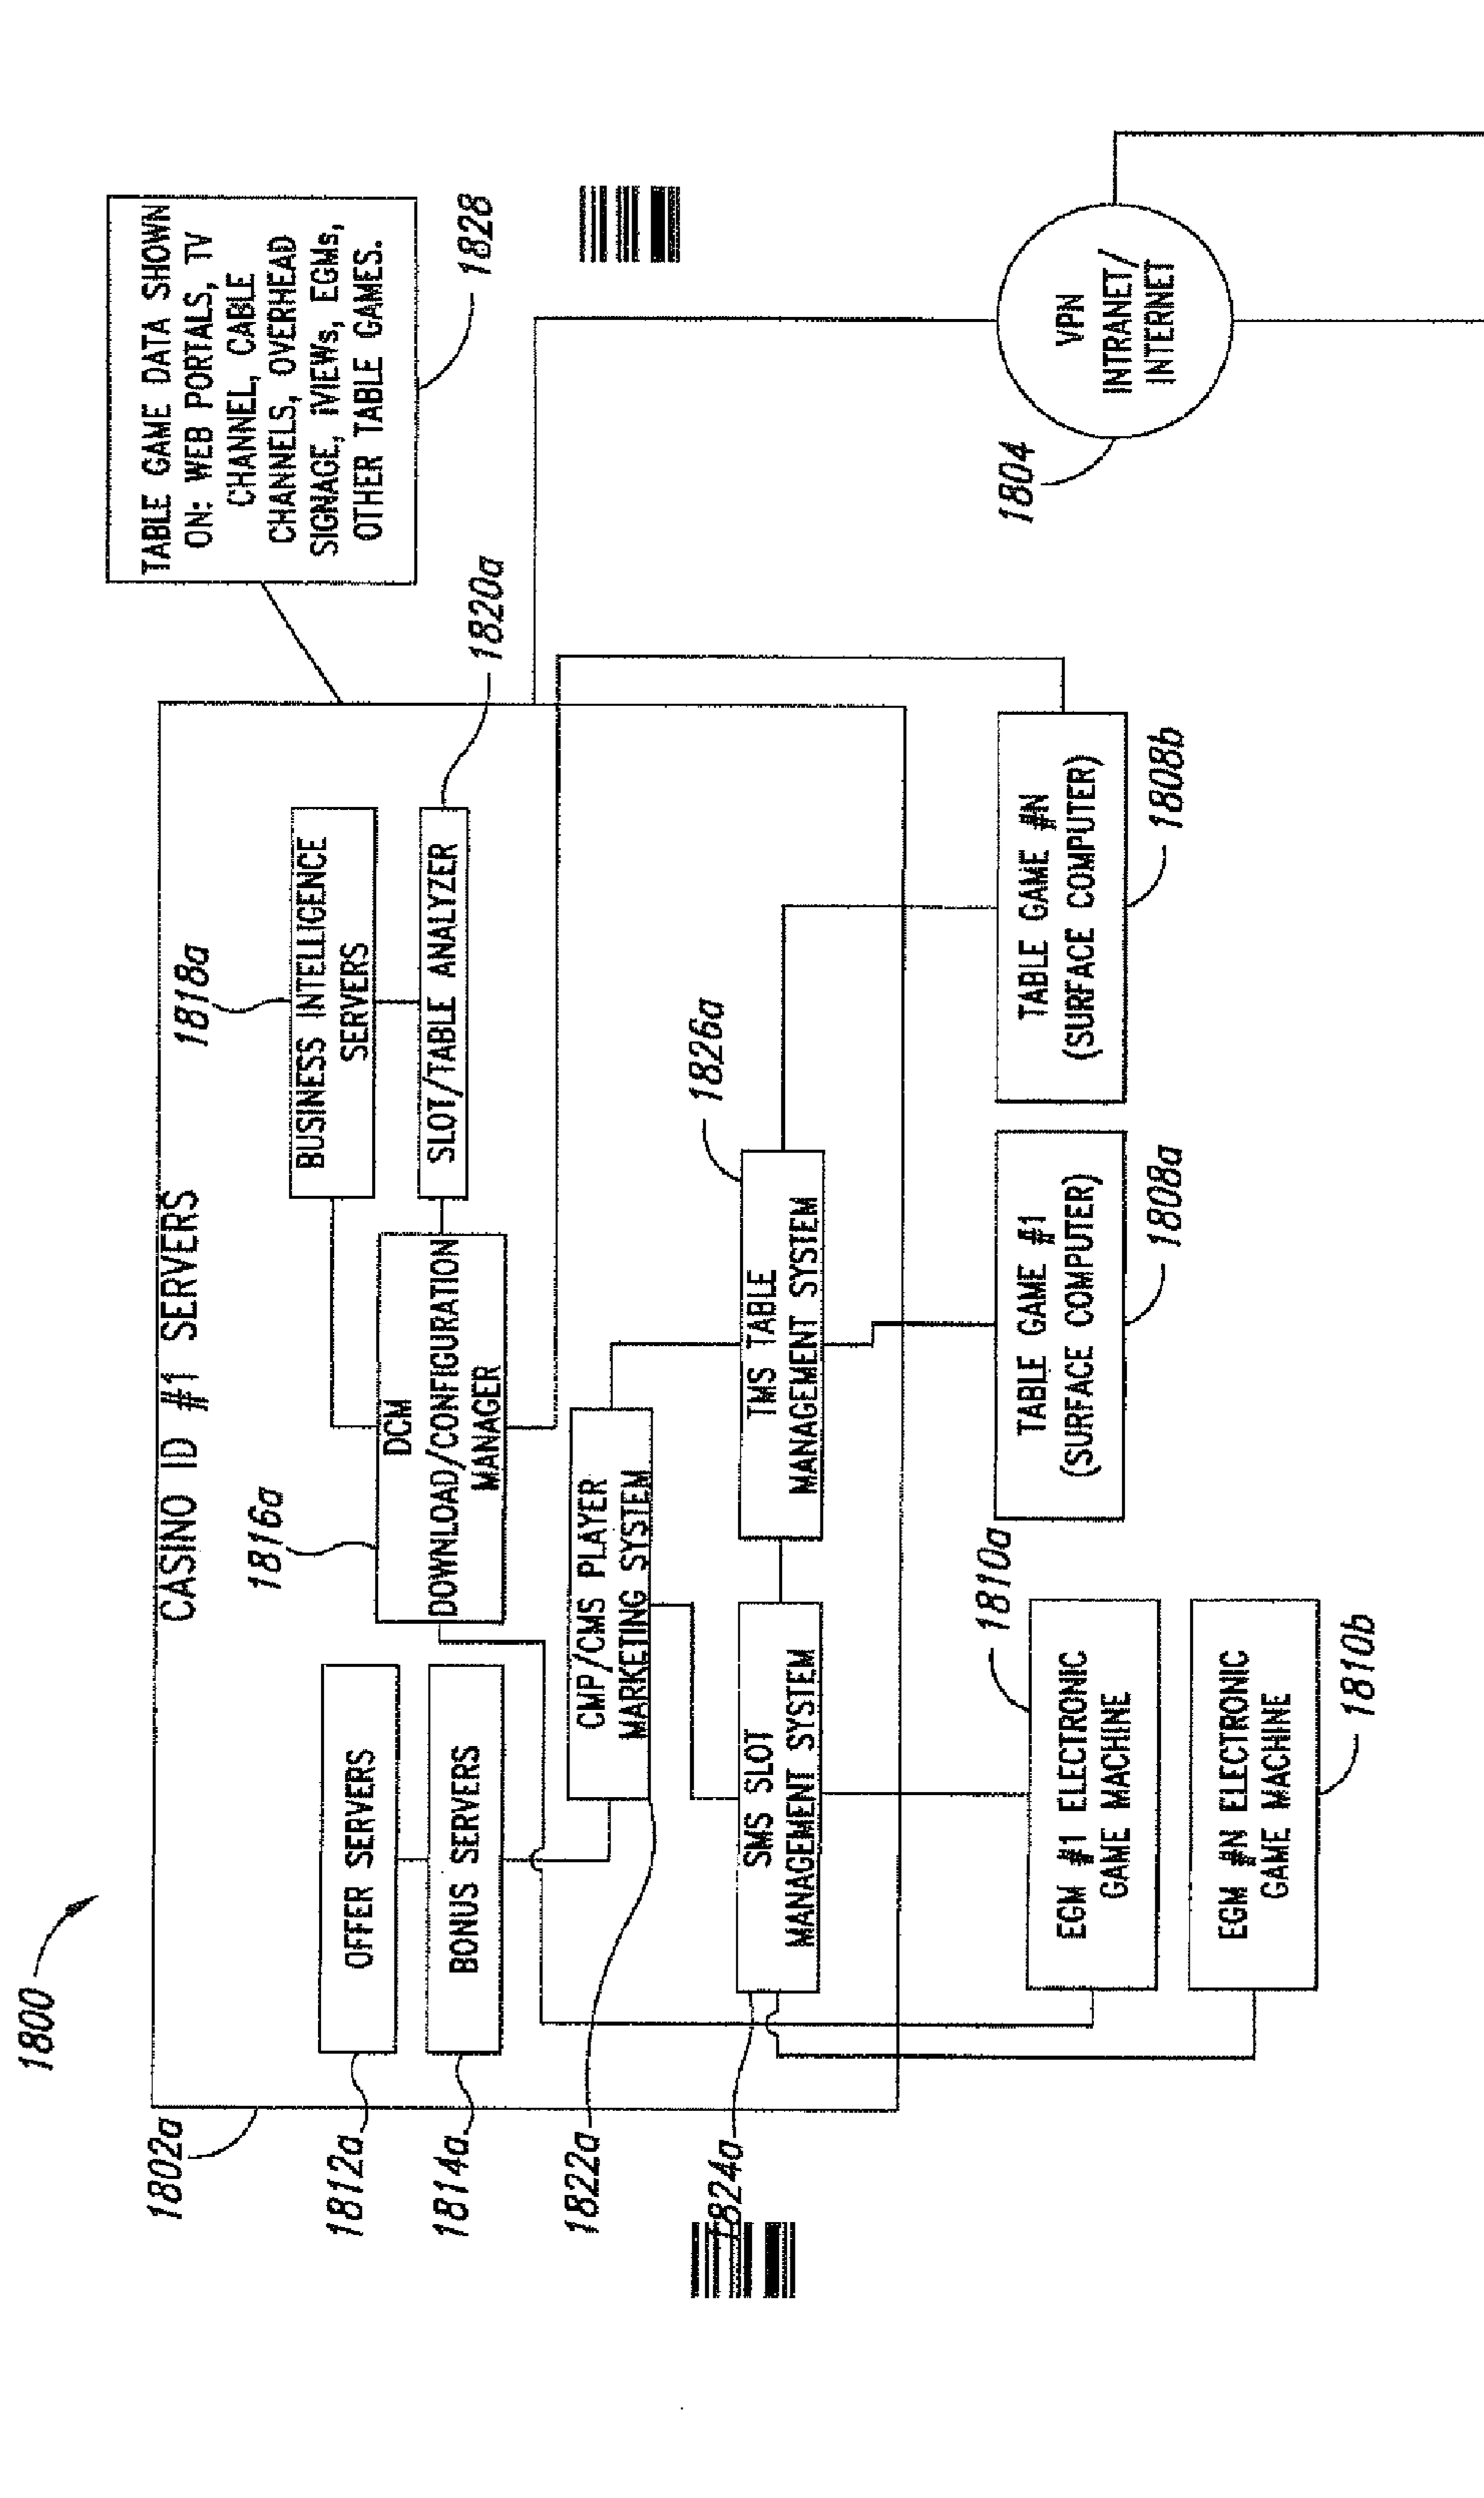 1800
1802a
CASINO ID #1 SERVERS
TABLE GAME DATA SHOWN
ON: WEB PORTALS, TV
CHANNEL, CABLE
CHANNELS, OVERHEAD
SIGNAGE, iVIEWs, EGMs,
OTHER TABLE GAMES.
1828
1812a
OFFER SERVERS
1814a
BONUS SERVERS
1816a
DCM
DOWNLOAD/CONFIGURATION
MANAGER
1818a
BUSINESS INTELLIGENCE
SERVERS
SLOT/TABLE ANALYZER
1820a
1822a
CMP/CMS PLAYER
MARKETING SYSTEM
1824a
SMS SLOT
MANAGEMENT SYSTEM
1826a
TMS TABLE
MANAGEMENT SYSTEM
1810a
EGM #1 ELECTRONIC
GAME MACHINE
EGM #N ELECTRONIC
GAME MACHINE
1810b
TABLE GAME #1
(SURFACE COMPUTER)
1808a
TABLE GAME #N
(SURFACE COMPUTER)
1808b
1804
VPN
INTRANET/
INTERNET